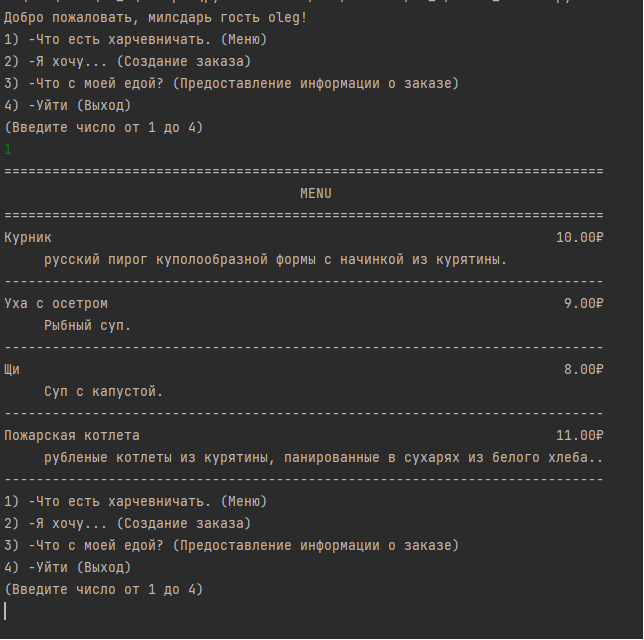 Добро пожаловать, милсдарь гость oleg!
1) -Что есть харчевничать. (Меню)
2) -Я хочу... (Создание заказа)
3) -Что с моей едой? (Предоставление информации о заказе)
4) -Уйти (Выход)
(Введите число от 1 до 4)
1
===========================================================================
MENU
===========================================================================
Курник 10.00₽
русский пирог куполообразной формы с начинкой из курятины.
---------------------------------------------------------------------------
Уха с осетром 9.00₽
Рыбный суп.
---------------------------------------------------------------------------
Щи 8.00₽
Суп с капустой.
---------------------------------------------------------------------------
Пожарская котлета 11.00₽
рубленые котлеты из курятины, панированные в сухарях из белого хлеба..
---------------------------------------------------------------------------
1) -Что есть харчевничать. (Меню)
2) -Я хочу... (Создание заказа)
3) -Что с моей едой? (Предоставление информации о заказе)
4) -Уйти (Выход)
(Введите число от 1 до 4)